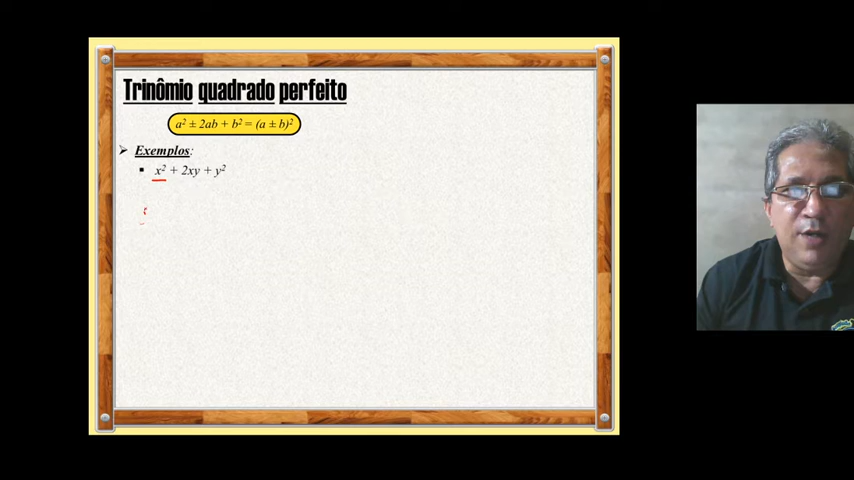 Trinômio quadrado perfeito
a² ± 2ab + b² = (a ± b)²
Exemplos:
x² + 2xy + y²